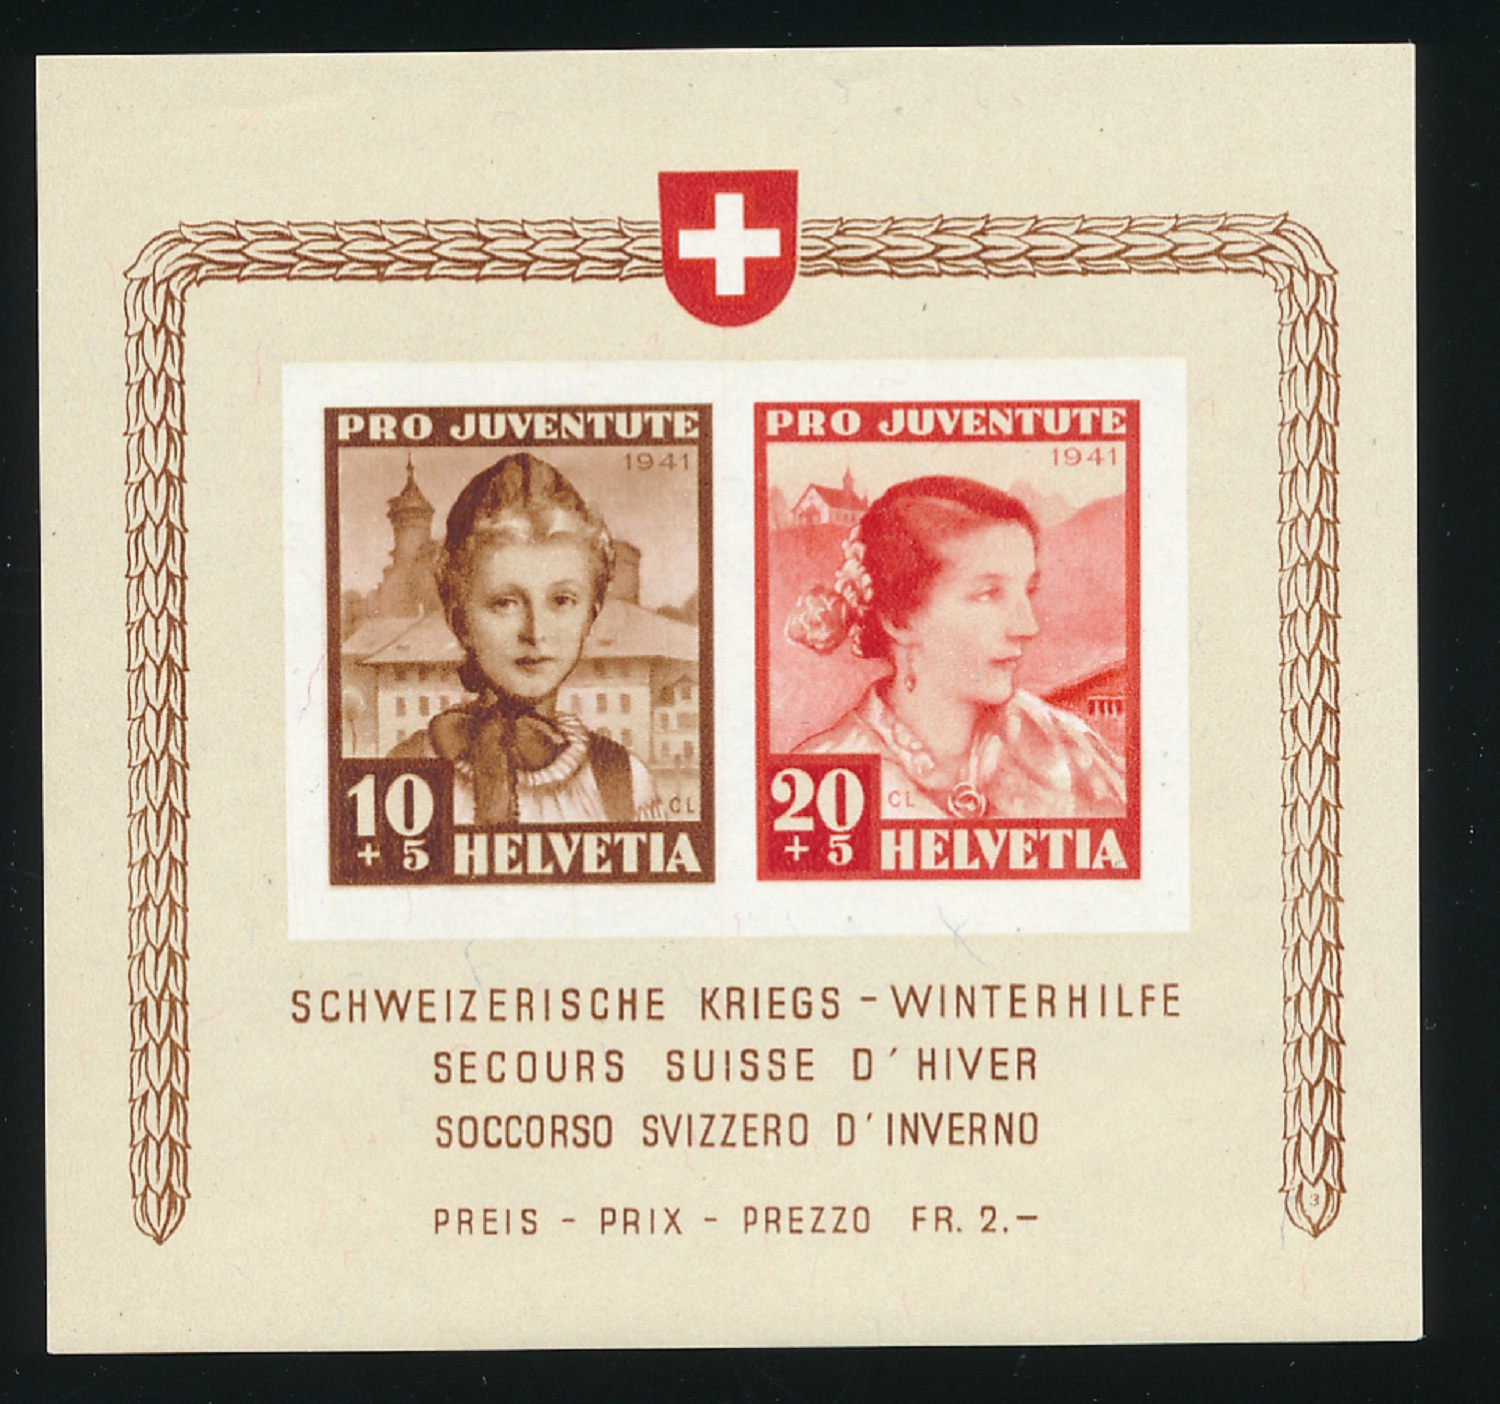 PRO JUVENTUTE
1941
10
+ 5
CL
HELVETIA
PRO JUVENTUTE
1941
20
+ 5
CL
HELVETIA
SCHWEIZERISCHE KRIEGS - WINTERHILFE
SECOURS SUISSE D'HIVER
SOCCORSO SVIZZERO D'INVERNO
PREIS - PRIX - PREZZO FR. 2.—
3